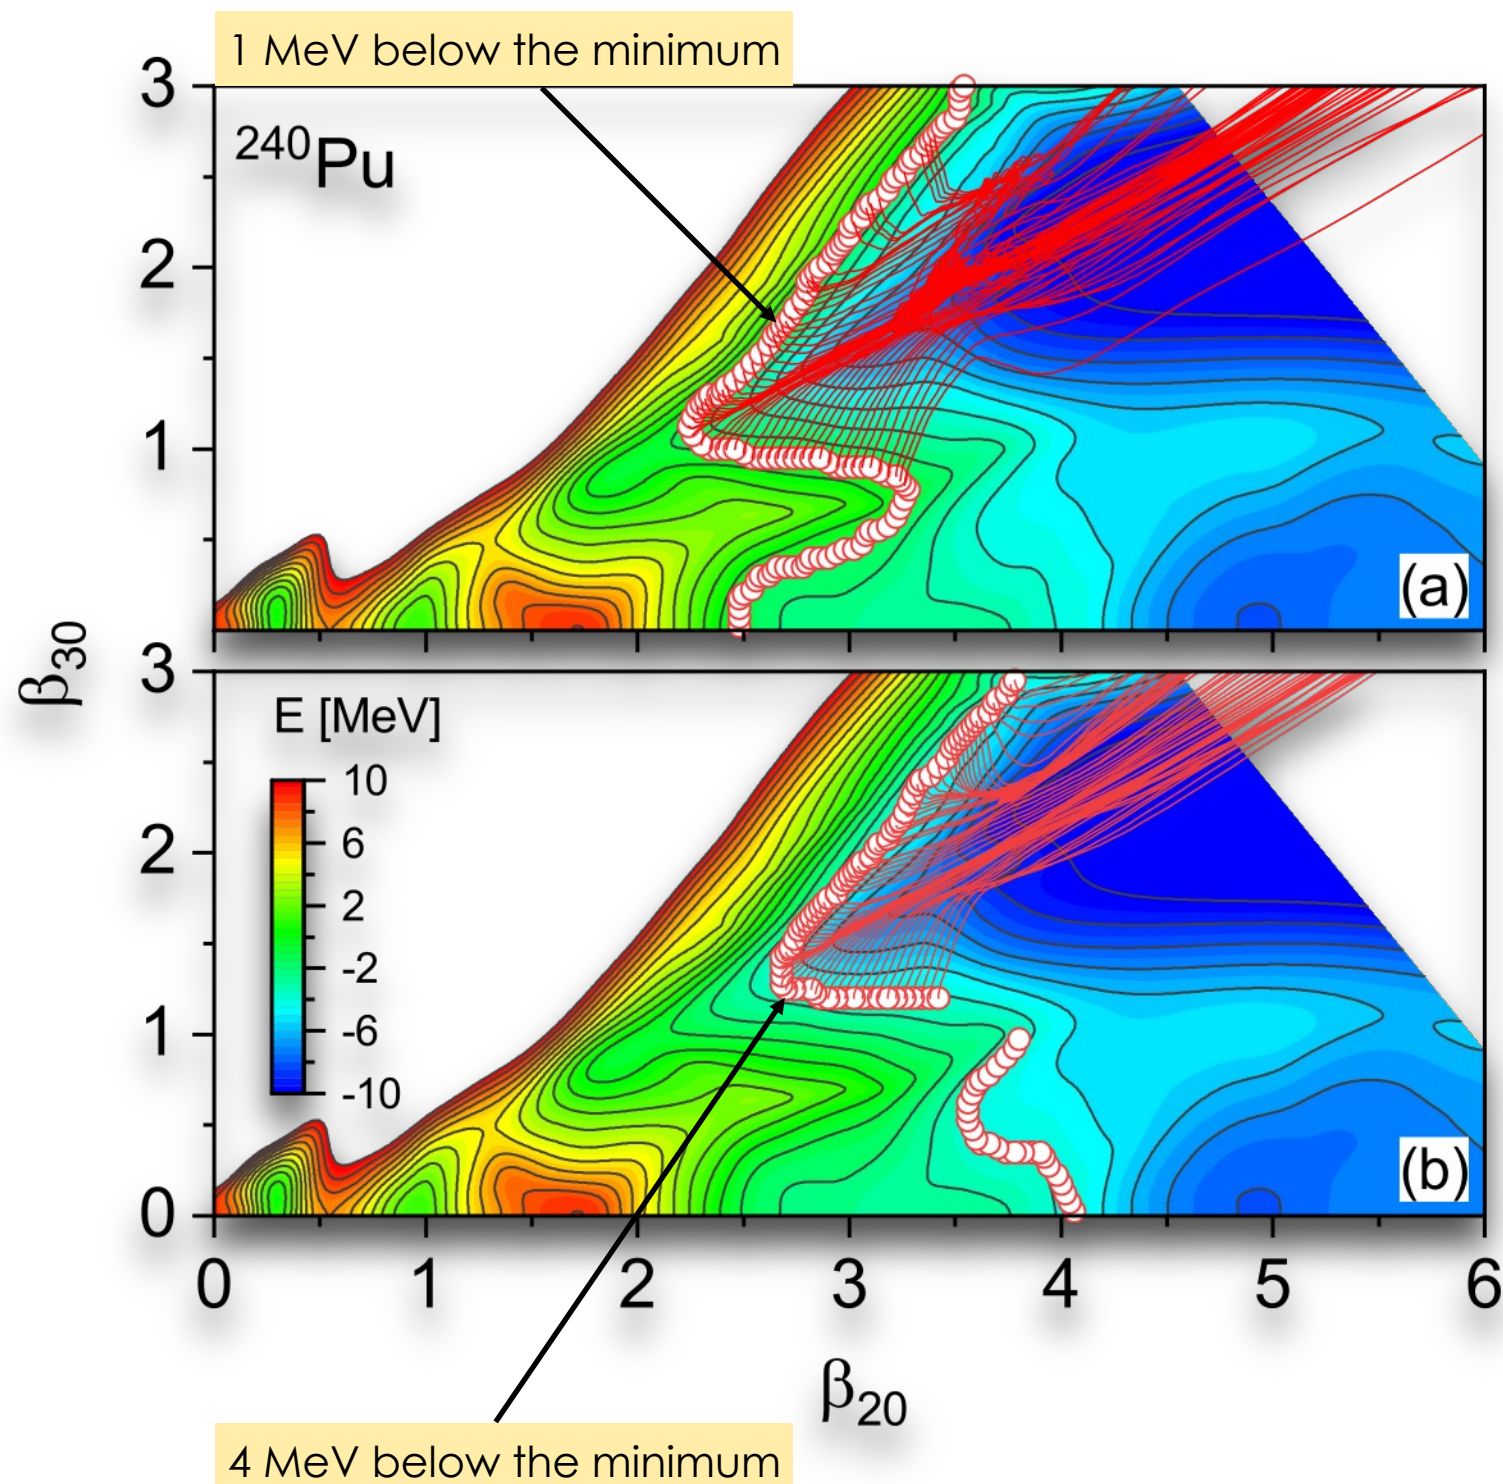 1 MeV below the minimum
3
²⁴⁰Pu
2
1
(a)
β₃₀
3
E [MeV]
10
6
2
-2
-6
-10
2
1
0
(b)
0 1 2 3 4 5 6
β₂₀
4 MeV below the minimum